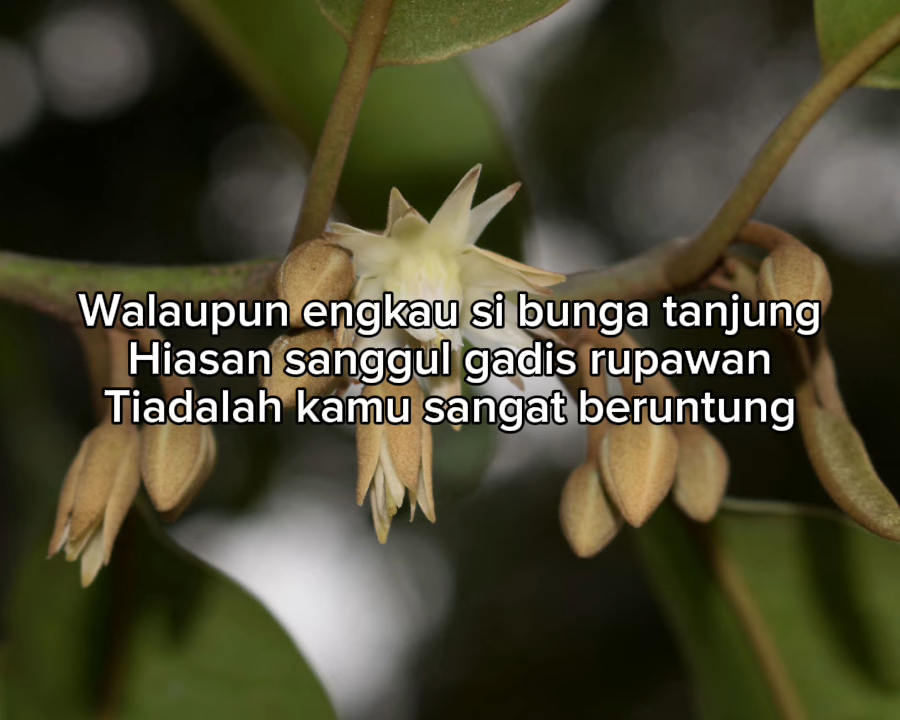 Walaupun engkau si bunga tanjung
Hiasan sanggul gadis rupawan
Tiadalah kamu sangat beruntung